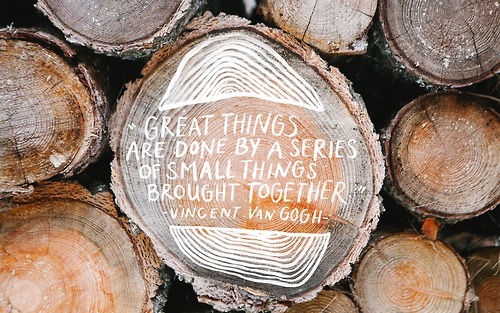 "GREAT THINGS
ARE DONE BY A SERIES
OF SMALL THINGS
BROUGHT TOGETHER"
-VINCENT VAN GOGH-